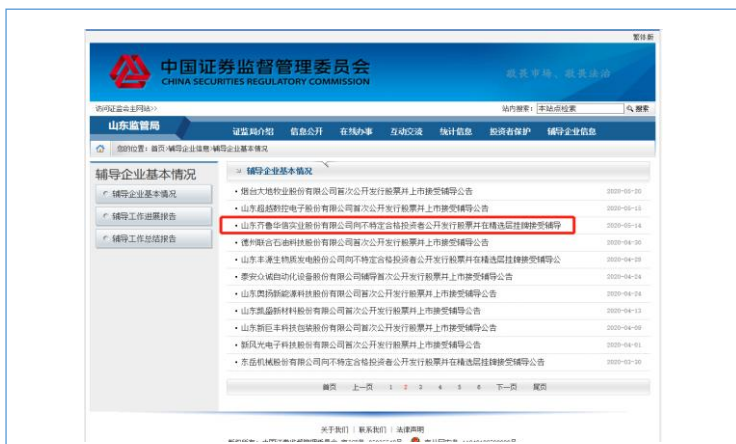 繁体版
中国证券监督管理委员会
CHINA SECURITIES REGULATORY COMMISSION
敬畏市场、敬畏法治
访问证监会主网站>>
站内搜索： 本站点检索 搜索
山东监管局
证监局介绍 信息公开 在线办事 互动交流 统计信息 投资者保护 辅导企业信息
您的位置：首页>辅导企业信息>辅导企业基本情况
辅导企业基本情况
辅导企业基本情况
辅导工作进展报告
辅导工作总结报告
辅导企业基本情况
• 烟台大地牧业股份有限公司首次公开发行股票并上市接受辅导公告
• 山东超越数控电子股份有限公司首次公开发行股票并上市接受辅导公告
• 山东齐鲁华信实业股份有限公司向不特定合格投资者公开发行股票并在精选层挂牌接受辅导 2020-05-14
• 德州联合石油科技股份有限公司首次公开发行股票并上市接受辅导公告 2020-04-30
• 山东丰源生物质发电股份公司向不特定合格投资者公开发行股票并在精选层挂牌接受辅导公 2020-04-28
• 泰安众诚自动化设备股份有限公司辅导首次公开发行股票并上市接受辅导公告 2020-04-24
• 山东奥扬新能源科技股份有限公司首次公开发行股票并上市接受辅导公告 2020-04-24
• 山东凯盛新材料股份有限公司首次公开发行股票并上市接受辅导公告 2020-04-13
• 山东新巨丰科技包装股份有限公司首次公开发行股票并上市接受辅导公告 2020-04-09
• 新风光电子科技股份有限公司首次公开发行股票并上市接受辅导公告 2020-04-01
• 东岳机械股份有限公司向不特定合格投资者公开发行股票并在精选层挂牌接受辅导公告 2020-03-30
首页 上一页 1 2 3 4 5 6 下一页 尾页
关于我们 | 联系我们 | 法律声明